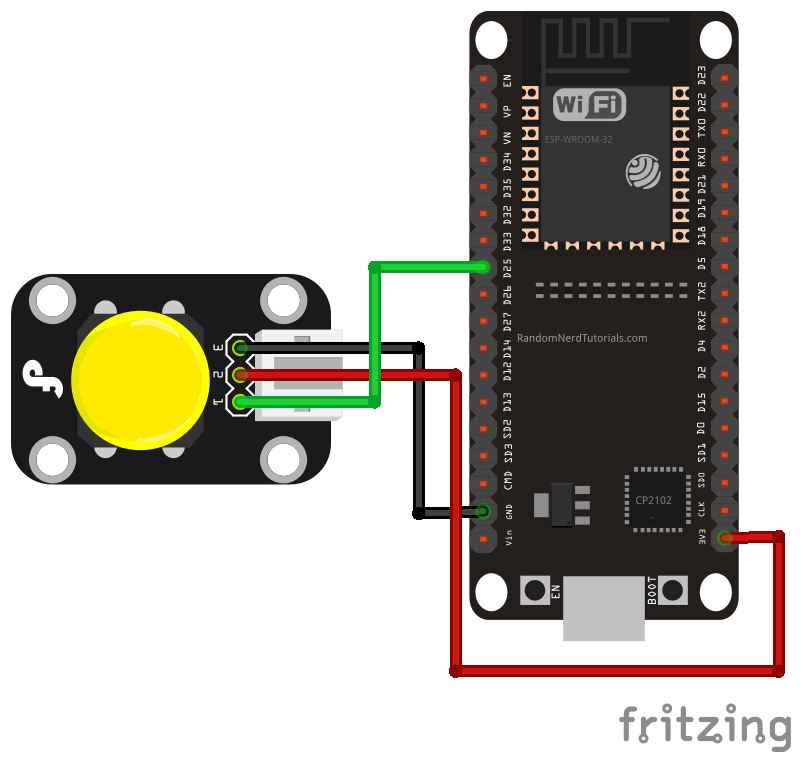 EN
VP
VN
D34
D35
D32
D33
D25
D26
D27
D14
D12
D13
SD2
SD3
CMD
GND
Vin
D23
D22
TX0
RX0
D21
D19
D18
D5
TX2
RX2
D4
D2
D15
D0
SD1
SD0
CLK
3V3
WiFi
ESP-WROOM-32
RandomNerdTutorials.com
CP2102
EN
BOOT
3
2
1
fritzing